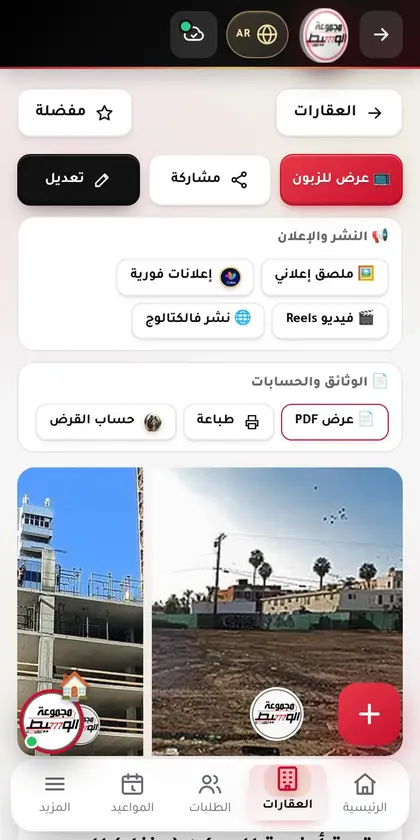 AR
مجموعة
الوسيط
العقارات
مفضلة
عرض للزبون
مشاركة
تعديل
النشر والإعلان
ملصق إعلاني
إعلانات فورية
فيديو Reels
نشر فالكتالوج
الوثائق والحسابات
عرض PDF
طباعة
حساب القرض
مجموعة
الوسيط
مجموعة
الوسيط
الرئيسية
العقارات
الطلبات
المواعيد
المزيد